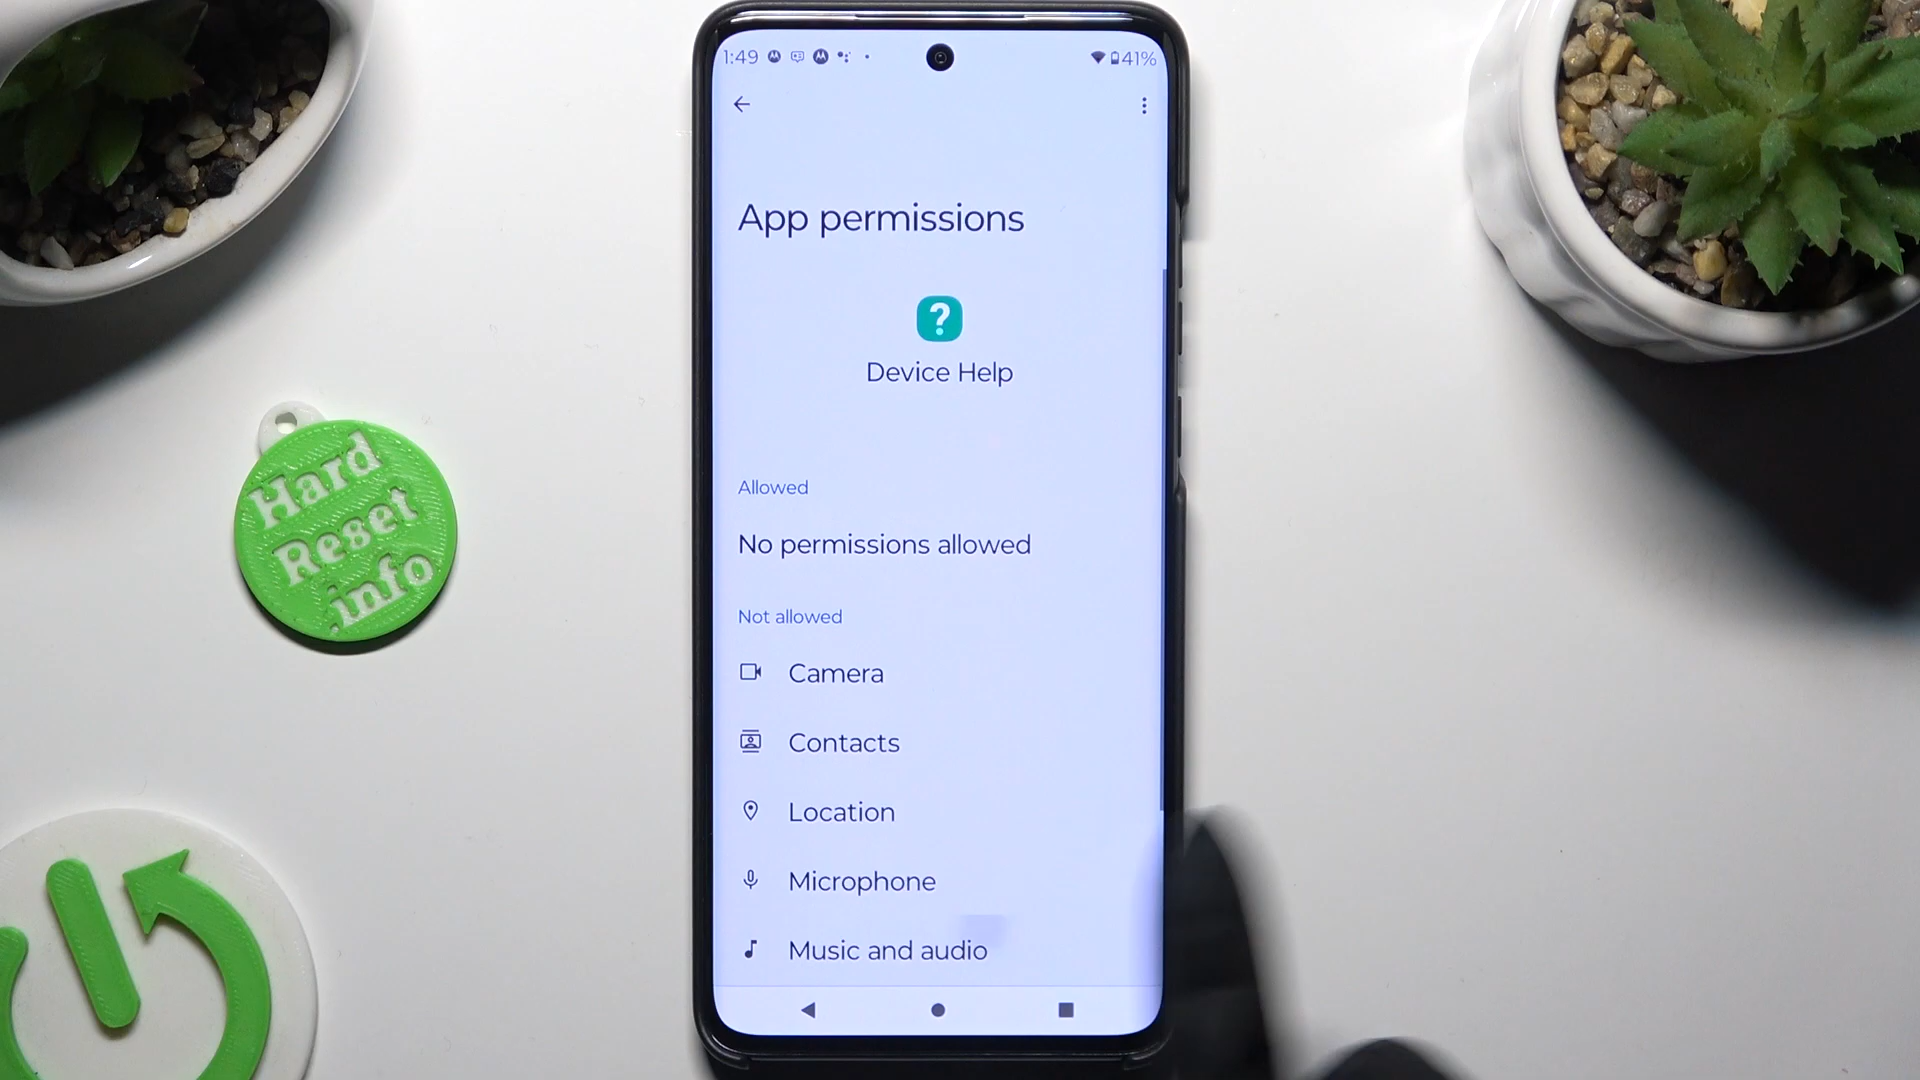 1:49
41%
App permissions
?
Device Help
Allowed
No permissions allowed
Not allowed
Camera
Contacts
Location
Microphone
Music and audio
Hard
Reset
.info